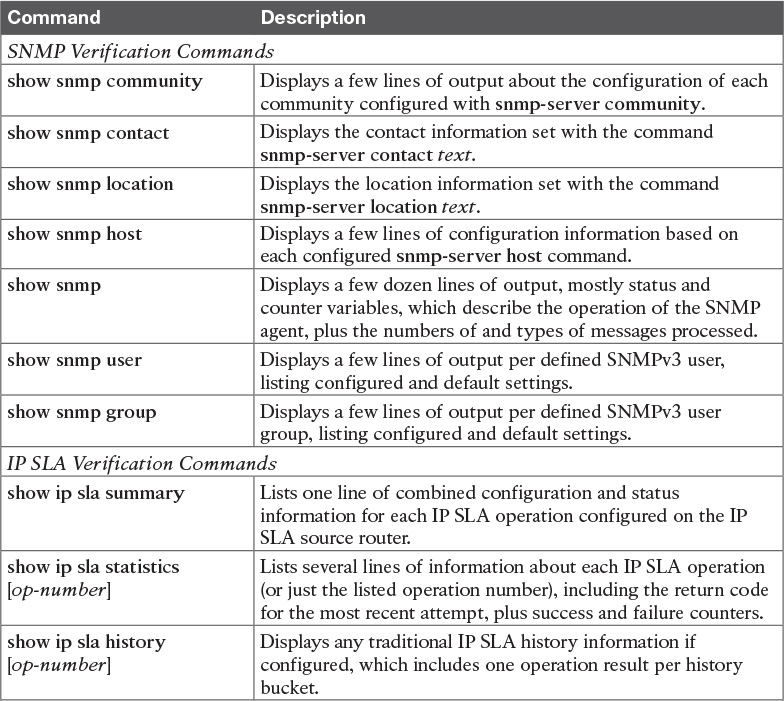 Command Description
SNMP Verification Commands
show snmp community Displays a few lines of output about the configuration of each
community configured with snmp-server community.
show snmp contact Displays the contact information set with the command
snmp-server contact text.
show snmp location Displays the location information set with the command
snmp-server location text.
show snmp host Displays a few lines of configuration information based on
each configured snmp-server host command.
show snmp Displays a few dozen lines of output, mostly status and
counter variables, which describe the operation of the SNMP
agent, plus the numbers of and types of messages processed.
show snmp user Displays a few lines of output per defined SNMPv3 user,
listing configured and default settings.
show snmp group Displays a few lines of output per defined SNMPv3 user
group, listing configured and default settings.
IP SLA Verification Commands
show ip sla summary Lists one line of combined configuration and status
information for each IP SLA operation configured on the IP
SLA source router.
show ip sla statistics Lists several lines of information about each IP SLA operation
[op-number] (or just the listed operation number), including the return code
for the most recent attempt, plus success and failure counters.
show ip sla history Displays any traditional IP SLA history information if
[op-number] configured, which includes one operation result per history
bucket.